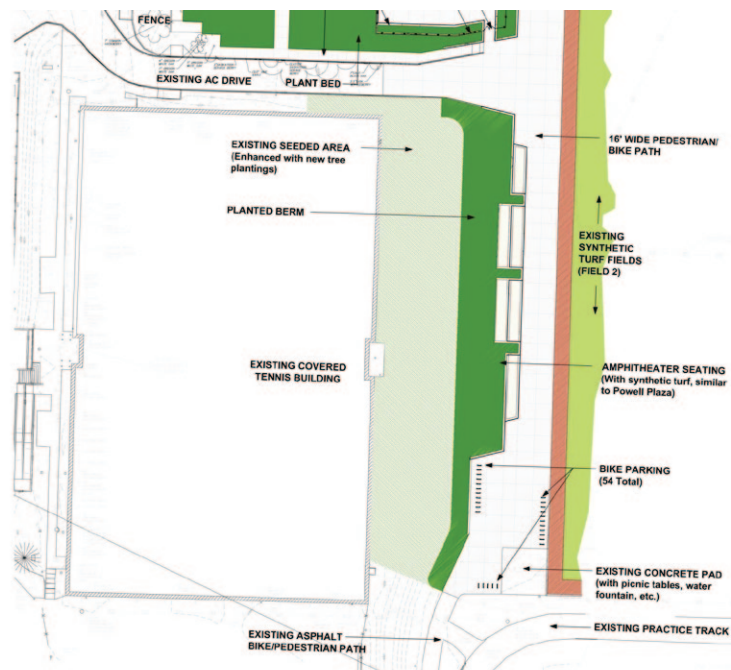 FENCE
EXISTING AC DRIVE
PLANT BED
EXISTING SEEDED AREA
(Enhanced with new tree
plantings)
16' WIDE PEDESTRIAN/
BIKE PATH
PLANTED BERM
EXISTING
SYNTHETIC
TURF FIELDS
(FIELD 2)
EXISTING COVERED
TENNIS BUILDING
AMPHITHEATER SEATING
(With synthetic turf, similar
to Powell Plaza)
BIKE PARKING
(54 Total)
EXISTING CONCRETE PAD
(with picnic tables, water
fountain, etc.)
EXISTING PRACTICE TRACK
EXISTING ASPHALT
BIKE/PEDESTRIAN PATH